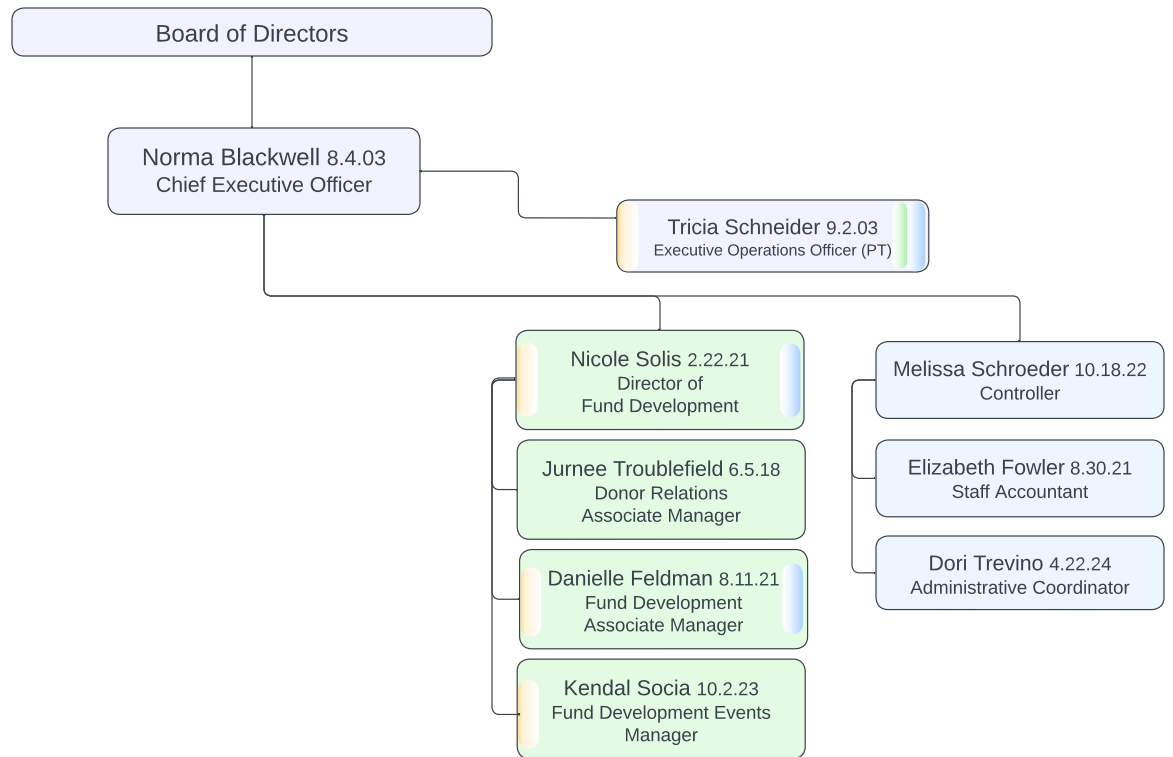 Board of Directors
Norma Blackwell 8.4.03
Chief Executive Officer
Tricia Schneider 9.2.03
Executive Operations Officer (PT)
Nicole Solis 2.22.21
Director of
Fund Development
Jurnee Troublefield 6.5.18
Donor Relations
Associate Manager
Danielle Feldman 8.11.21
Fund Development
Associate Manager
Kendal Socia 10.2.23
Fund Development Events
Manager
Melissa Schroeder 10.18.22
Controller
Elizabeth Fowler 8.30.21
Staff Accountant
Dori Trevino 4.22.24
Administrative Coordinator